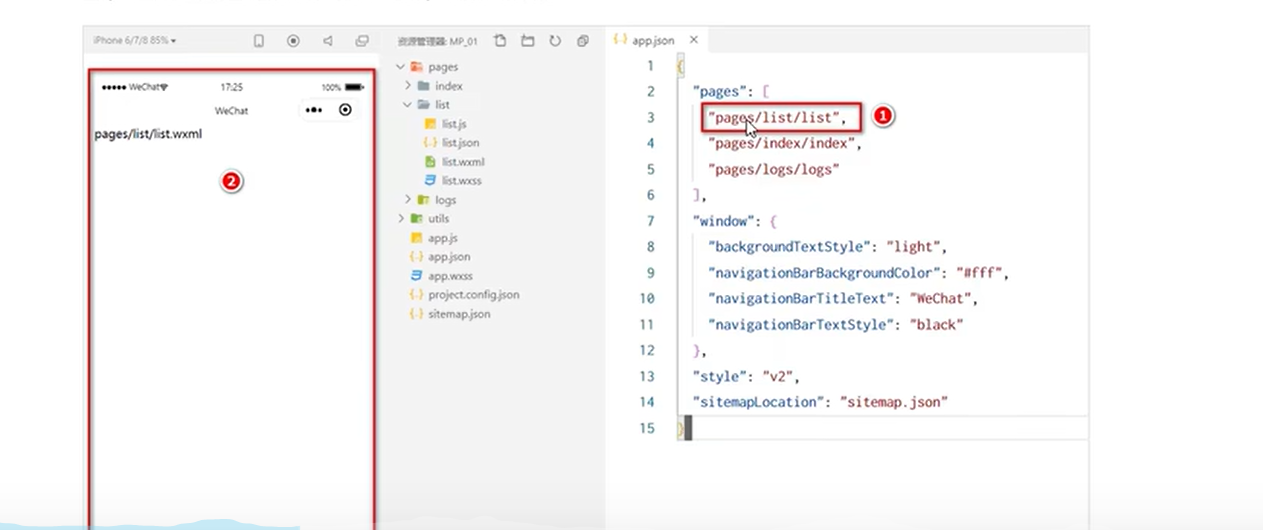 iPhone 6/7/8 85%
WeChat
17:25
100%
WeChat
pages/list/list.wxml
2
资源管理器: MP_01
pages
index
list
list.js
{.} list.json
list.wxml
list.wxss
logs
utils
app.js
{.} app.json
app.wxss
{.} project.config.json
{.} sitemap.json
{.} app.json ×
1 {
2 "pages": [
3 "pages/list/list",
1
4 "pages/index/index",
5 "pages/logs/logs"
6 ],
7 "window": {
8 "backgroundTextStyle": "light",
9 "navigationBarBackgroundColor": "#fff",
10 "navigationBarTitleText": "WeChat",
11 "navigationBarTextStyle": "black"
12 },
13 "style": "v2",
14 "sitemapLocation": "sitemap.json"
15 }